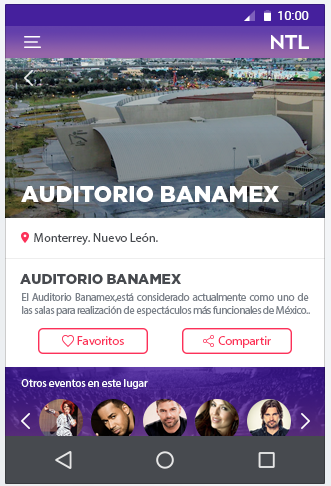 10:00
NTL
AUDITORIO BANAMEX
Monterrey. Nuevo León.
AUDITORIO BANAMEX
El Auditorio Banamex,está considerado actualmente como uno de
las salas para realización de espectáculos más funcionales de México..
Favoritos
Compartir
Otros eventos en este lugar